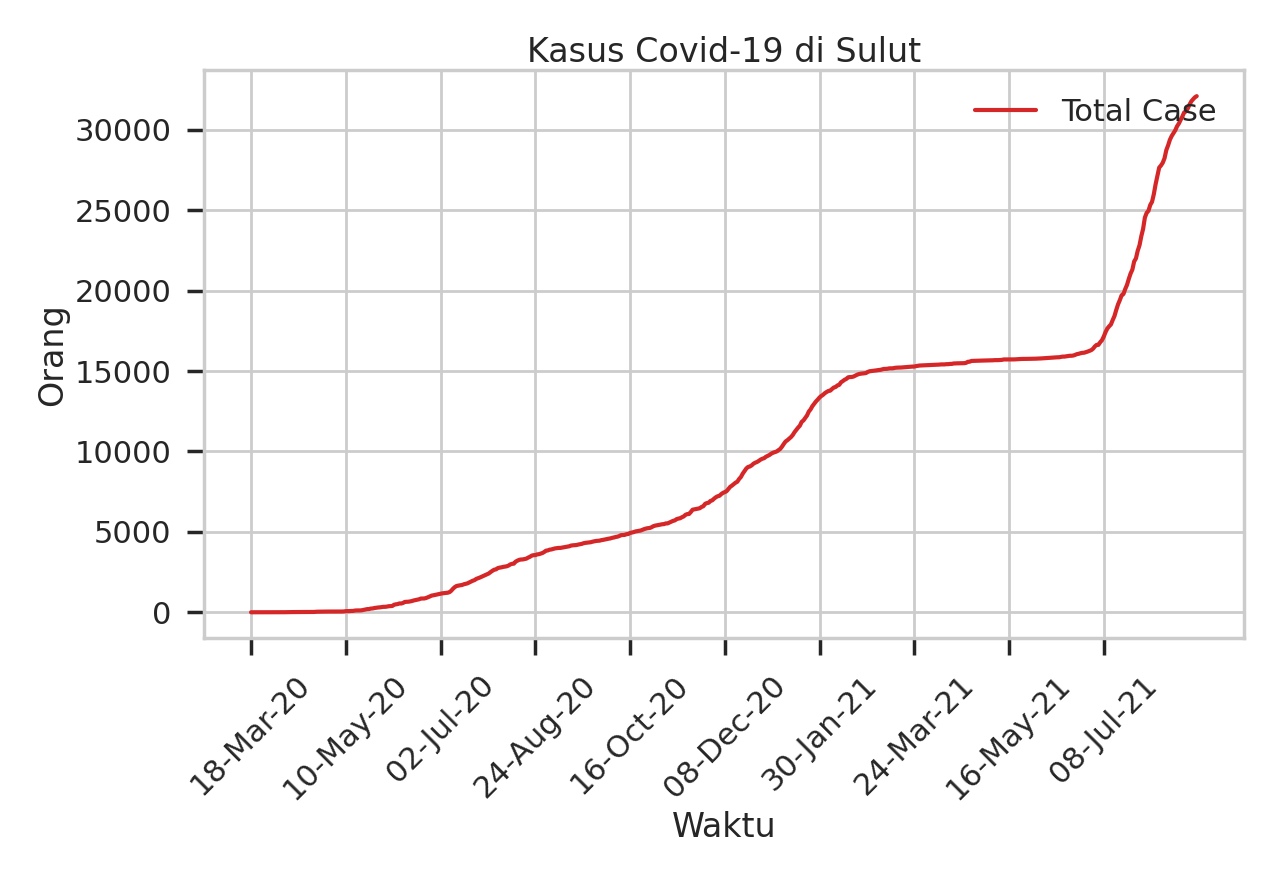 Kasus Covid-19 di Sulut
Total Case
Orang
30000
25000
20000
15000
10000
5000
0
18-Mar-20
10-May-20
02-Jul-20
24-Aug-20
16-Oct-20
08-Dec-20
30-Jan-21
24-Mar-21
16-May-21
08-Jul-21
Waktu